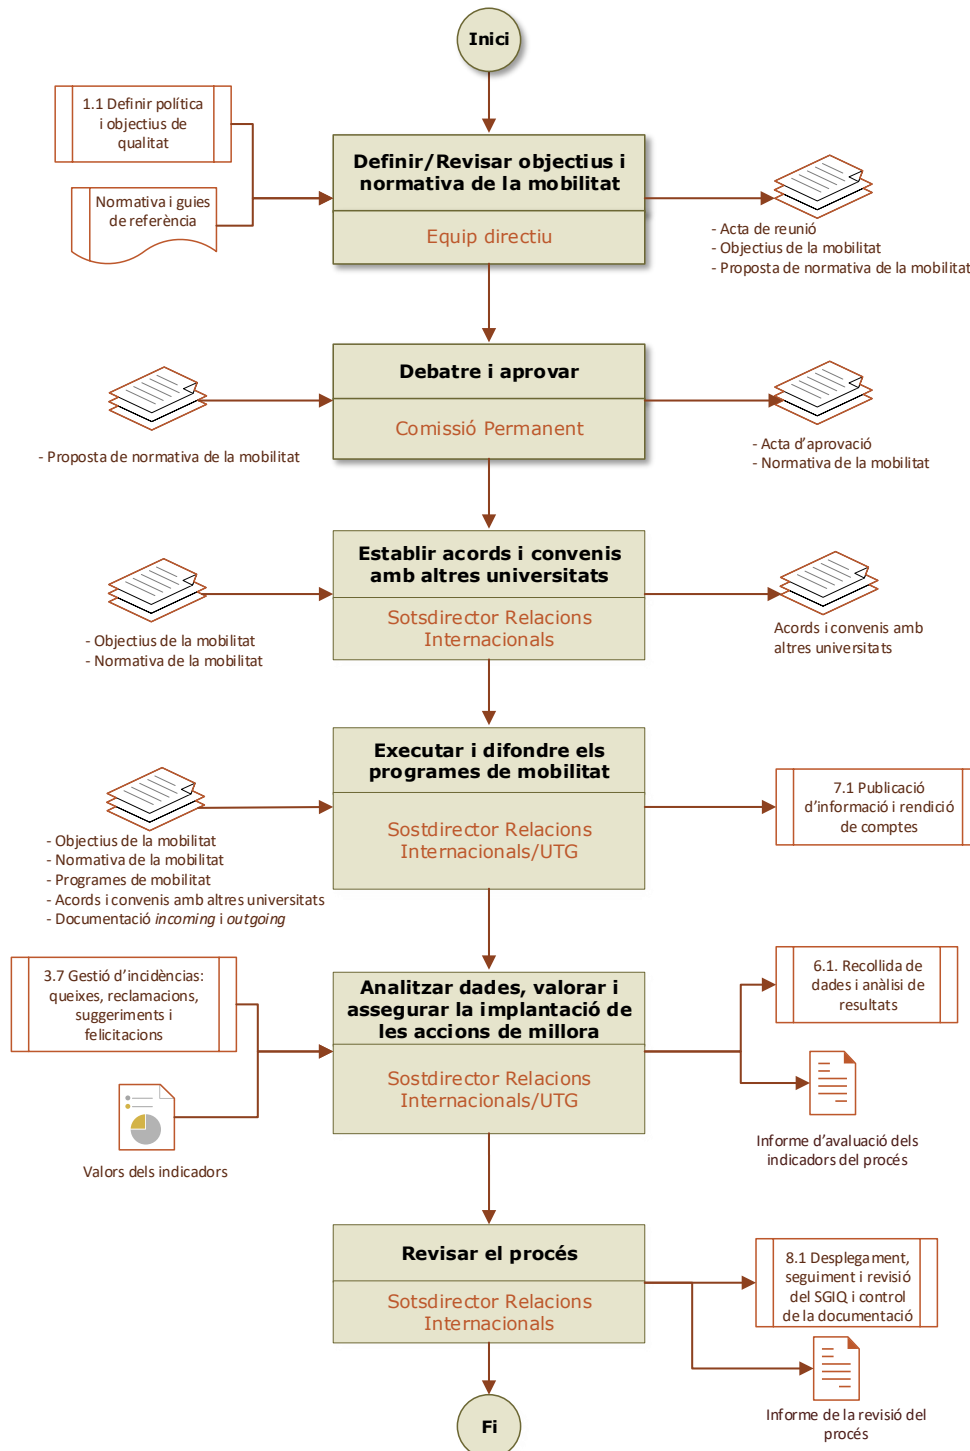 Inici
1.1 Definir política
i objectius de
qualitat
Normativa i guies
de referència
Definir/Revisar objectius i
normativa de la mobilitat
Equip directiu
- Acta de reunió
- Objectius de la mobilitat
- Proposta de normativa de la mobilitat
Debatre i aprovar
Comissió Permanent
- Proposta de normativa de la mobilitat
- Acta d’aprovació
- Normativa de la mobilitat
Establir acords i convenis
amb altres universitats
Sotsdirector Relacions
Internacionals
- Objectius de la mobilitat
- Normativa de la mobilitat
Acords i convenis amb
altres universitats
Executar i difondre els
programes de mobilitat
Sostdirector Relacions
Internacionals/UTG
- Objectius de la mobilitat
- Normativa de la mobilitat
- Programes de mobilitat
- Acords i convenis amb altres universitats
- Documentació incoming i outgoing
7.1 Publicació
d’informació i rendició
de comptes
3.7 Gestió d’incidències:
queixes, reclamacions,
suggeriments i
felicitacions
Valors dels indicadors
Analitzar dades, valorar i
assegurar la implantació de
les accions de millora
Sostdirector Relacions
Internacionals/UTG
6.1. Recollida de
dades i anàlisi de
resultats
Informe d’avaluació dels
indicadors del procés
Revisar el procés
Sotsdirector Relacions
Internacionals
8.1 Desplegament,
seguiment i revisió
del SGIQ i control
de la documentació
Informe de la revisió del
procés
Fi